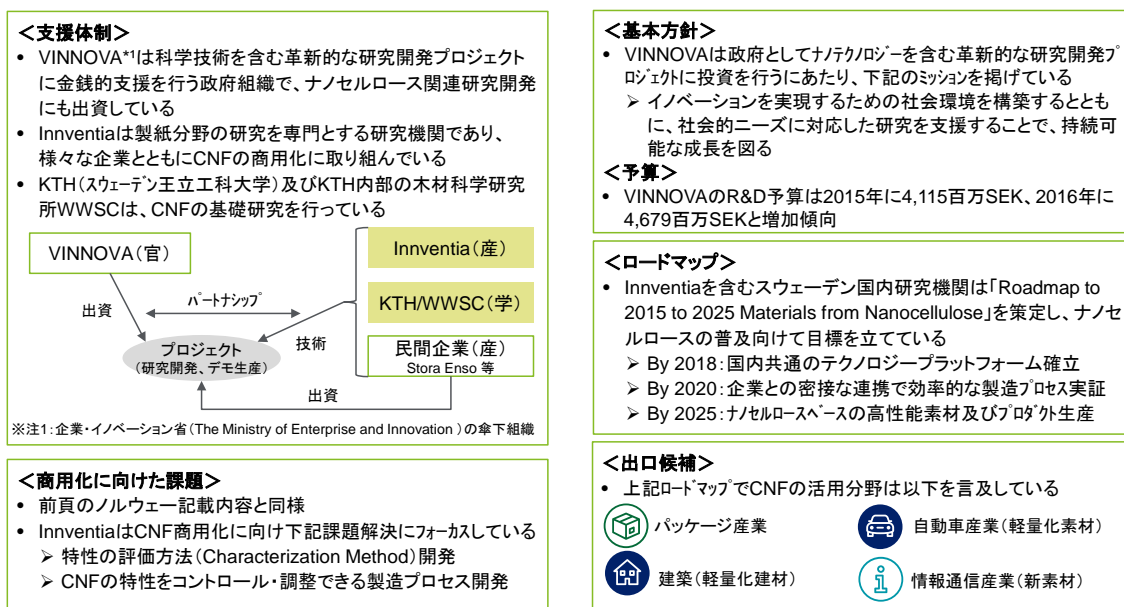 ＜支援体制＞
• VINNOVA*1は科学技術を含む革新的な研究開発プロジェクト
に金銭的支援を行う政府組織で、ナノセルロース関連研究開発
にも出資している
• Innventiaは製紙分野の研究を専門とする研究機関であり、
様々な企業とともにCNFの商用化に取り組んでいる
• KTH（ｽｳｪｰﾃﾞﾝ王立工科大学）及びKTH内部の木材科学研究
所WWSCは、CNFの基礎研究を行っている
VINNOVA（官）
Innventia（産）
KTH/WWSC（学）
民間企業（産）
Stora Enso 等
出資
ﾊﾟｰﾄﾅｼｯﾌﾟ
技術
プロジェクト
（研究開発、デモ生産）
出資
※注1：企業・イノベーション省（The Ministry of Enterprise and Innovation ）の傘下組織
＜商用化に向けた課題＞
• 前頁のノルウェー記載内容と同様
• InnventiaはCNF商用化に向け下記課題解決にﾌｫｰｶｽしている
➢ 特性の評価方法（Characterization Method）開発
➢ CNFの特性をコントロール・調整できる製造プロセス開発
＜基本方針＞
• VINNOVAは政府としてﾅﾉﾃｸﾉﾛｼﾞｰを含む革新的な研究開発ﾌﾟ
ﾛｼﾞｪｸﾄに投資を行うにあたり、下記のﾐｯｼｮﾝを掲げている
➢ イノベーションを実現するための社会環境を構築するととも
に、社会的ニーズに対応した研究を支援することで、持続可
能な成長を図る
＜予算＞
• VINNOVAのR&D予算は2015年に4,115百万SEK、2016年に
4,679百万SEKと増加傾向
＜ロードマップ＞
• Innventiaを含むスウェーデン国内研究機関は「Roadmap to
2015 to 2025 Materials from Nanocellulose」を策定し、ナノセ
ルロースの普及向けて目標を立てている
➢ By 2018：国内共通のテクノロジープラットフォーム確立
➢ By 2020：企業との密接な連携で効率的な製造ﾌﾟﾛｾｽ実証
➢ By 2025：ﾅﾉｾﾙﾛｰｽﾍﾞｰｽの高性能素材及びﾌﾟﾛﾀﾞｸﾄ生産
＜出口候補＞
• 上記ﾛｰﾄﾞﾏｯﾌﾟでCNFの活用分野は以下を言及している
パッケージ産業
自動車産業（軽量化素材）
建築（軽量化建材）
情報通信産業（新素材）